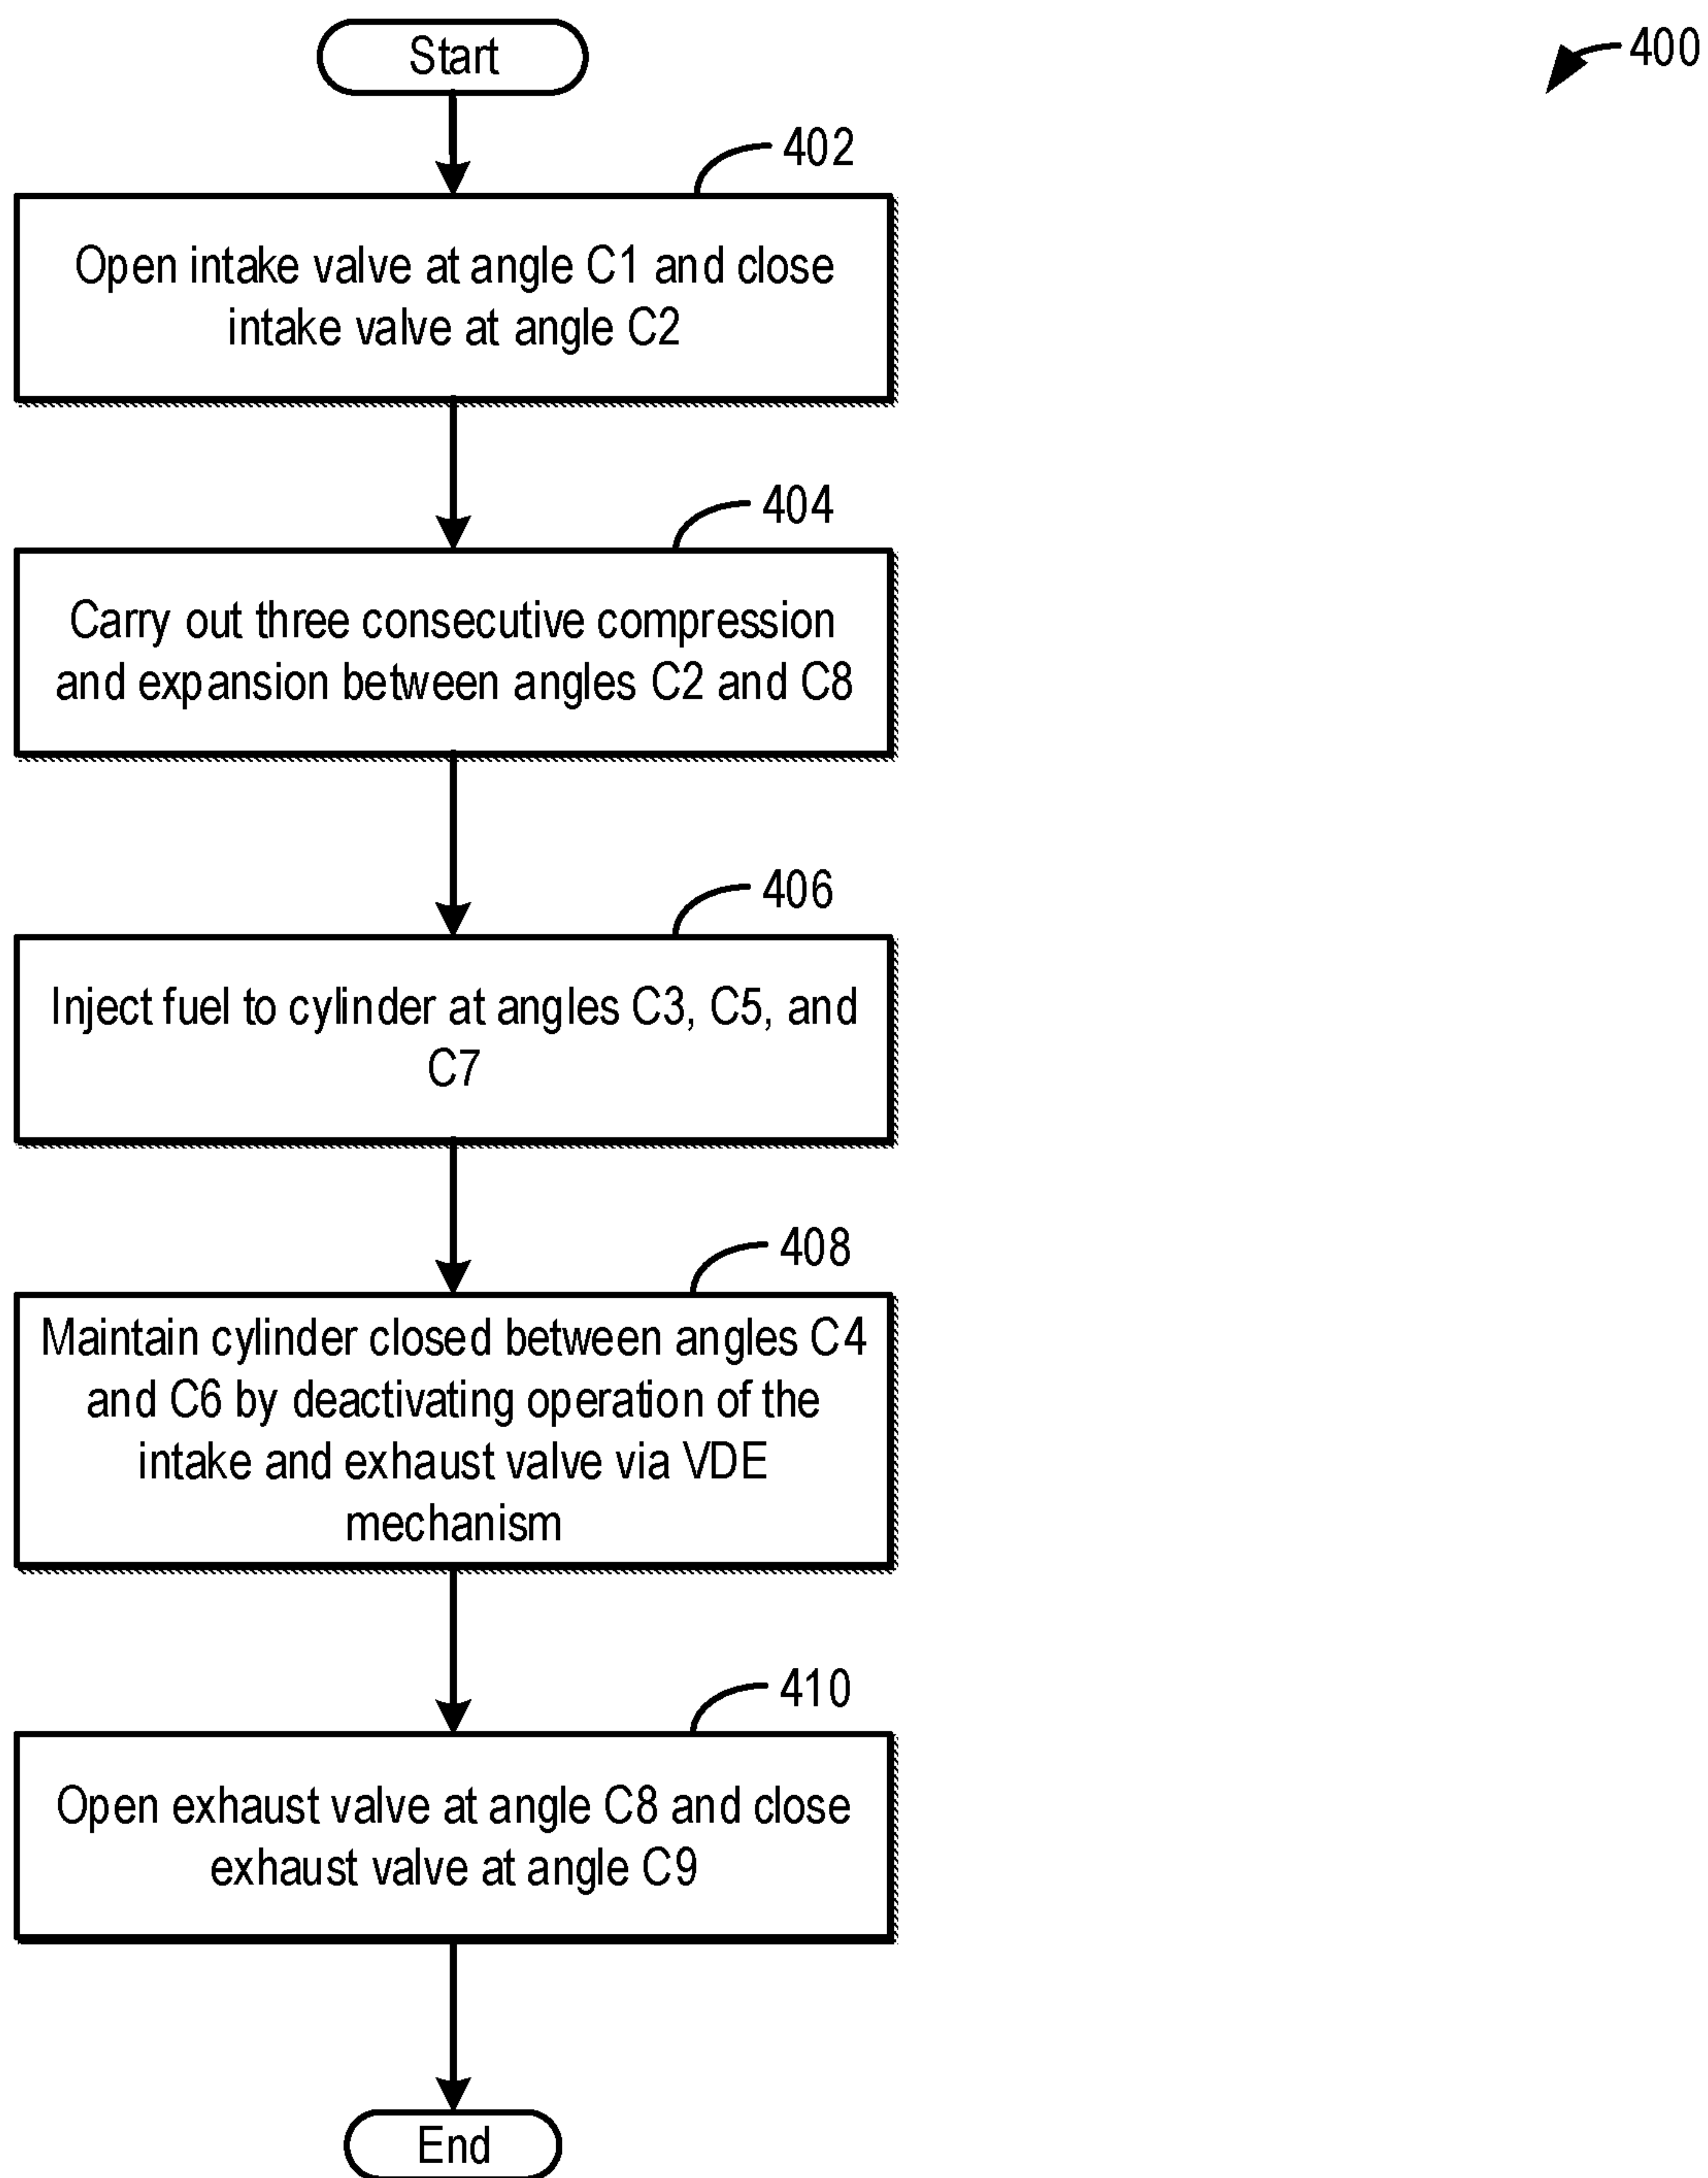 Start
400
402
Open intake valve at angle C1 and close
intake valve at angle C2
404
Carry out three consecutive compression
and expansion between angles C2 and C8
406
Inject fuel to cylinder at angles C3, C5, and
C7
408
Maintain cylinder closed between angles C4
and C6 by deactivating operation of the
intake and exhaust valve via VDE
mechanism
410
Open exhaust valve at angle C8 and close
exhaust valve at angle C9
End